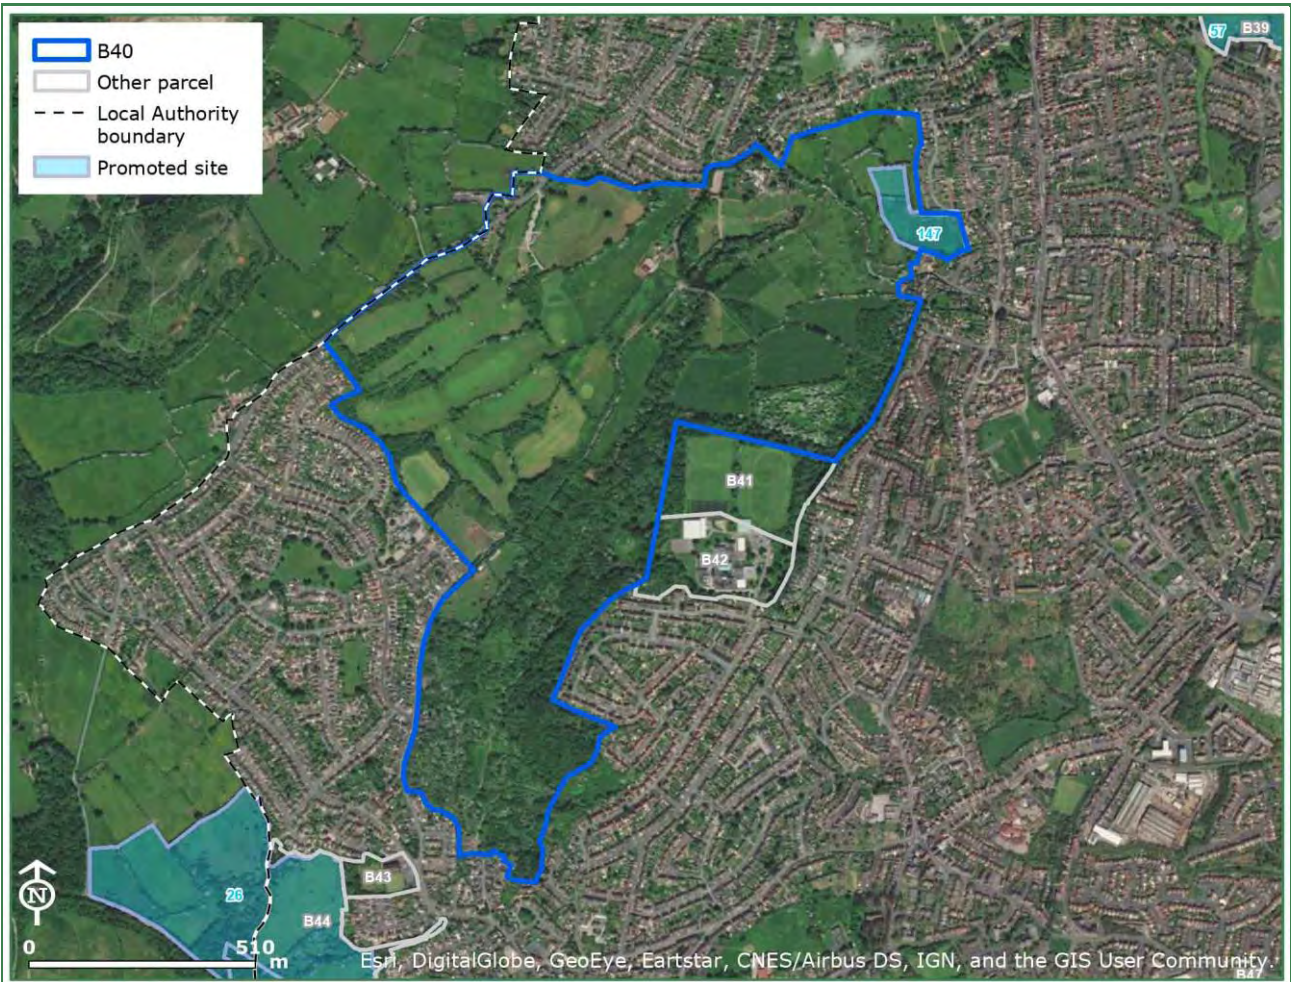 B40
Other parcel
Local Authority
boundary
Promoted site
57 B39
147
B41
B42
B43
26
B44
N
0 510 m
Esri, DigitalGlobe, GeoEye, Eartstar, CNES/Airbus DS, IGN, and the GIS User Community.
B47